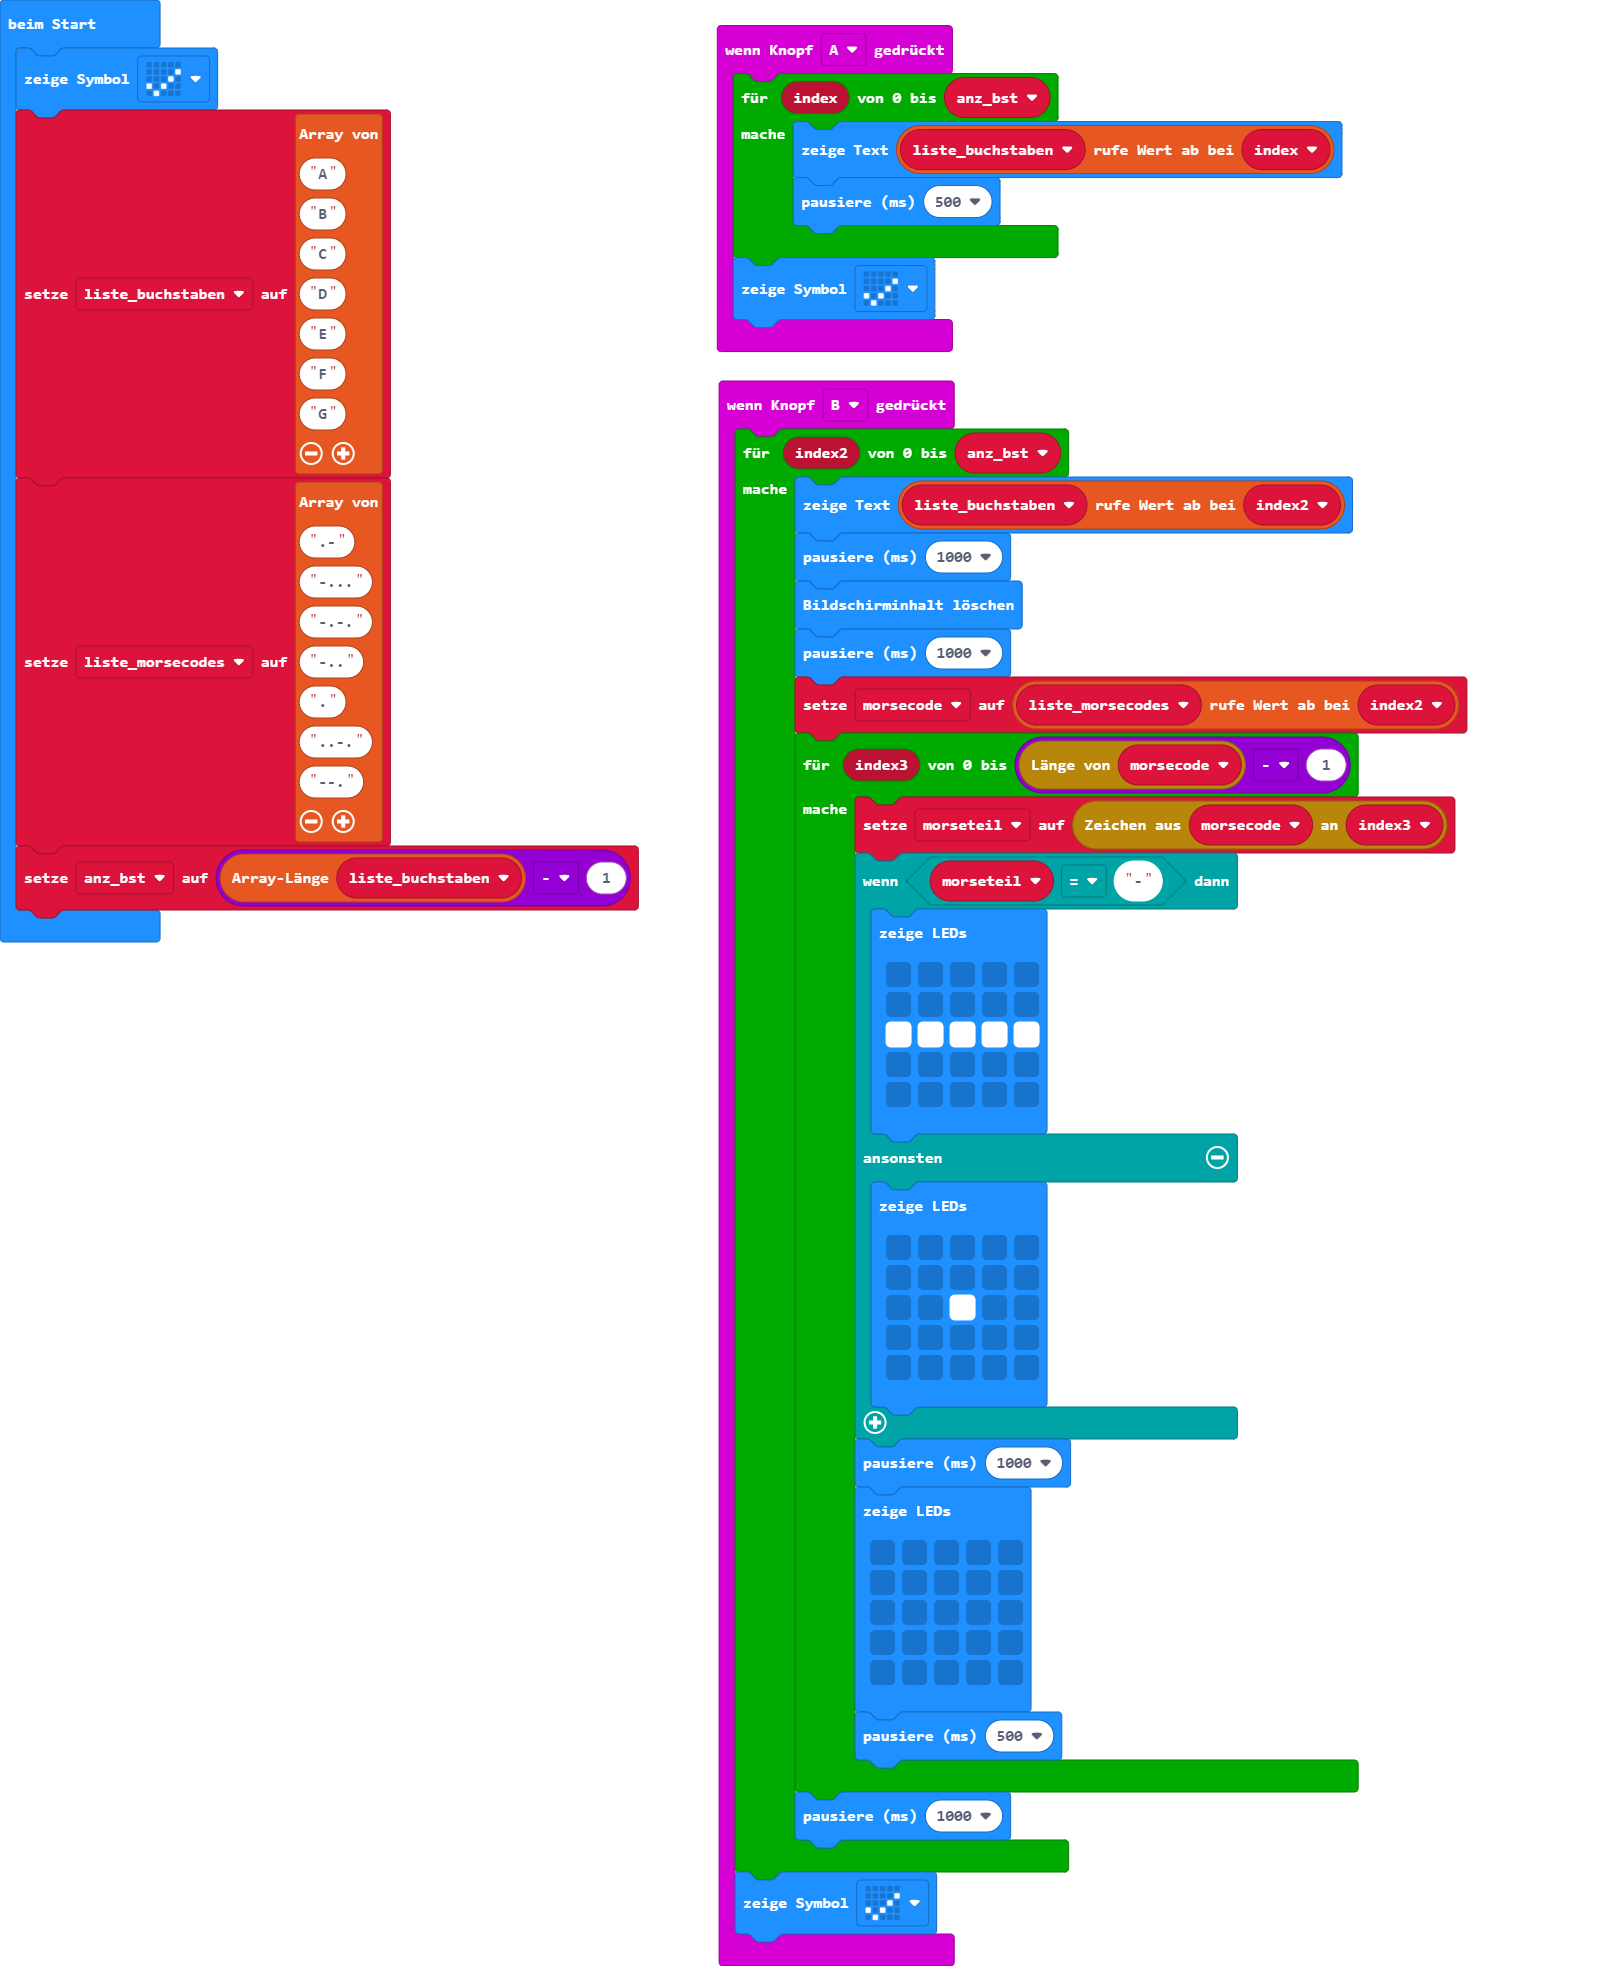 beim Start
zeige Symbol
Array von
"A"
"B"
"C"
setze liste_buchstaben auf "D"
"E"
"F"
"G"
Array von
".-"
"-..."
"-.-."
setze liste_morsecodes auf "-.."
"."
"..-."
"--."
setze anz_bst auf Array-Länge liste_buchstaben - 1
wenn Knopf A gedrückt
für index von 0 bis anz_bst
mache
zeige Text liste_buchstaben rufe Wert ab bei index
pausiere (ms) 500
zeige Symbol
wenn Knopf B gedrückt
für index2 von 0 bis anz_bst
mache
zeige Text liste_buchstaben rufe Wert ab bei index2
pausiere (ms) 1000
Bildschirminhalt löschen
pausiere (ms) 1000
setze morsecode auf liste_morsecodes rufe Wert ab bei index2
für index3 von 0 bis Länge von morsecode - 1
mache
setze morseteil auf Zeichen aus morsecode an index3
wenn morseteil = "-" dann
zeige LEDs
ansonsten
zeige LEDs
pausiere (ms) 1000
zeige LEDs
pausiere (ms) 500
pausiere (ms) 1000
zeige Symbol